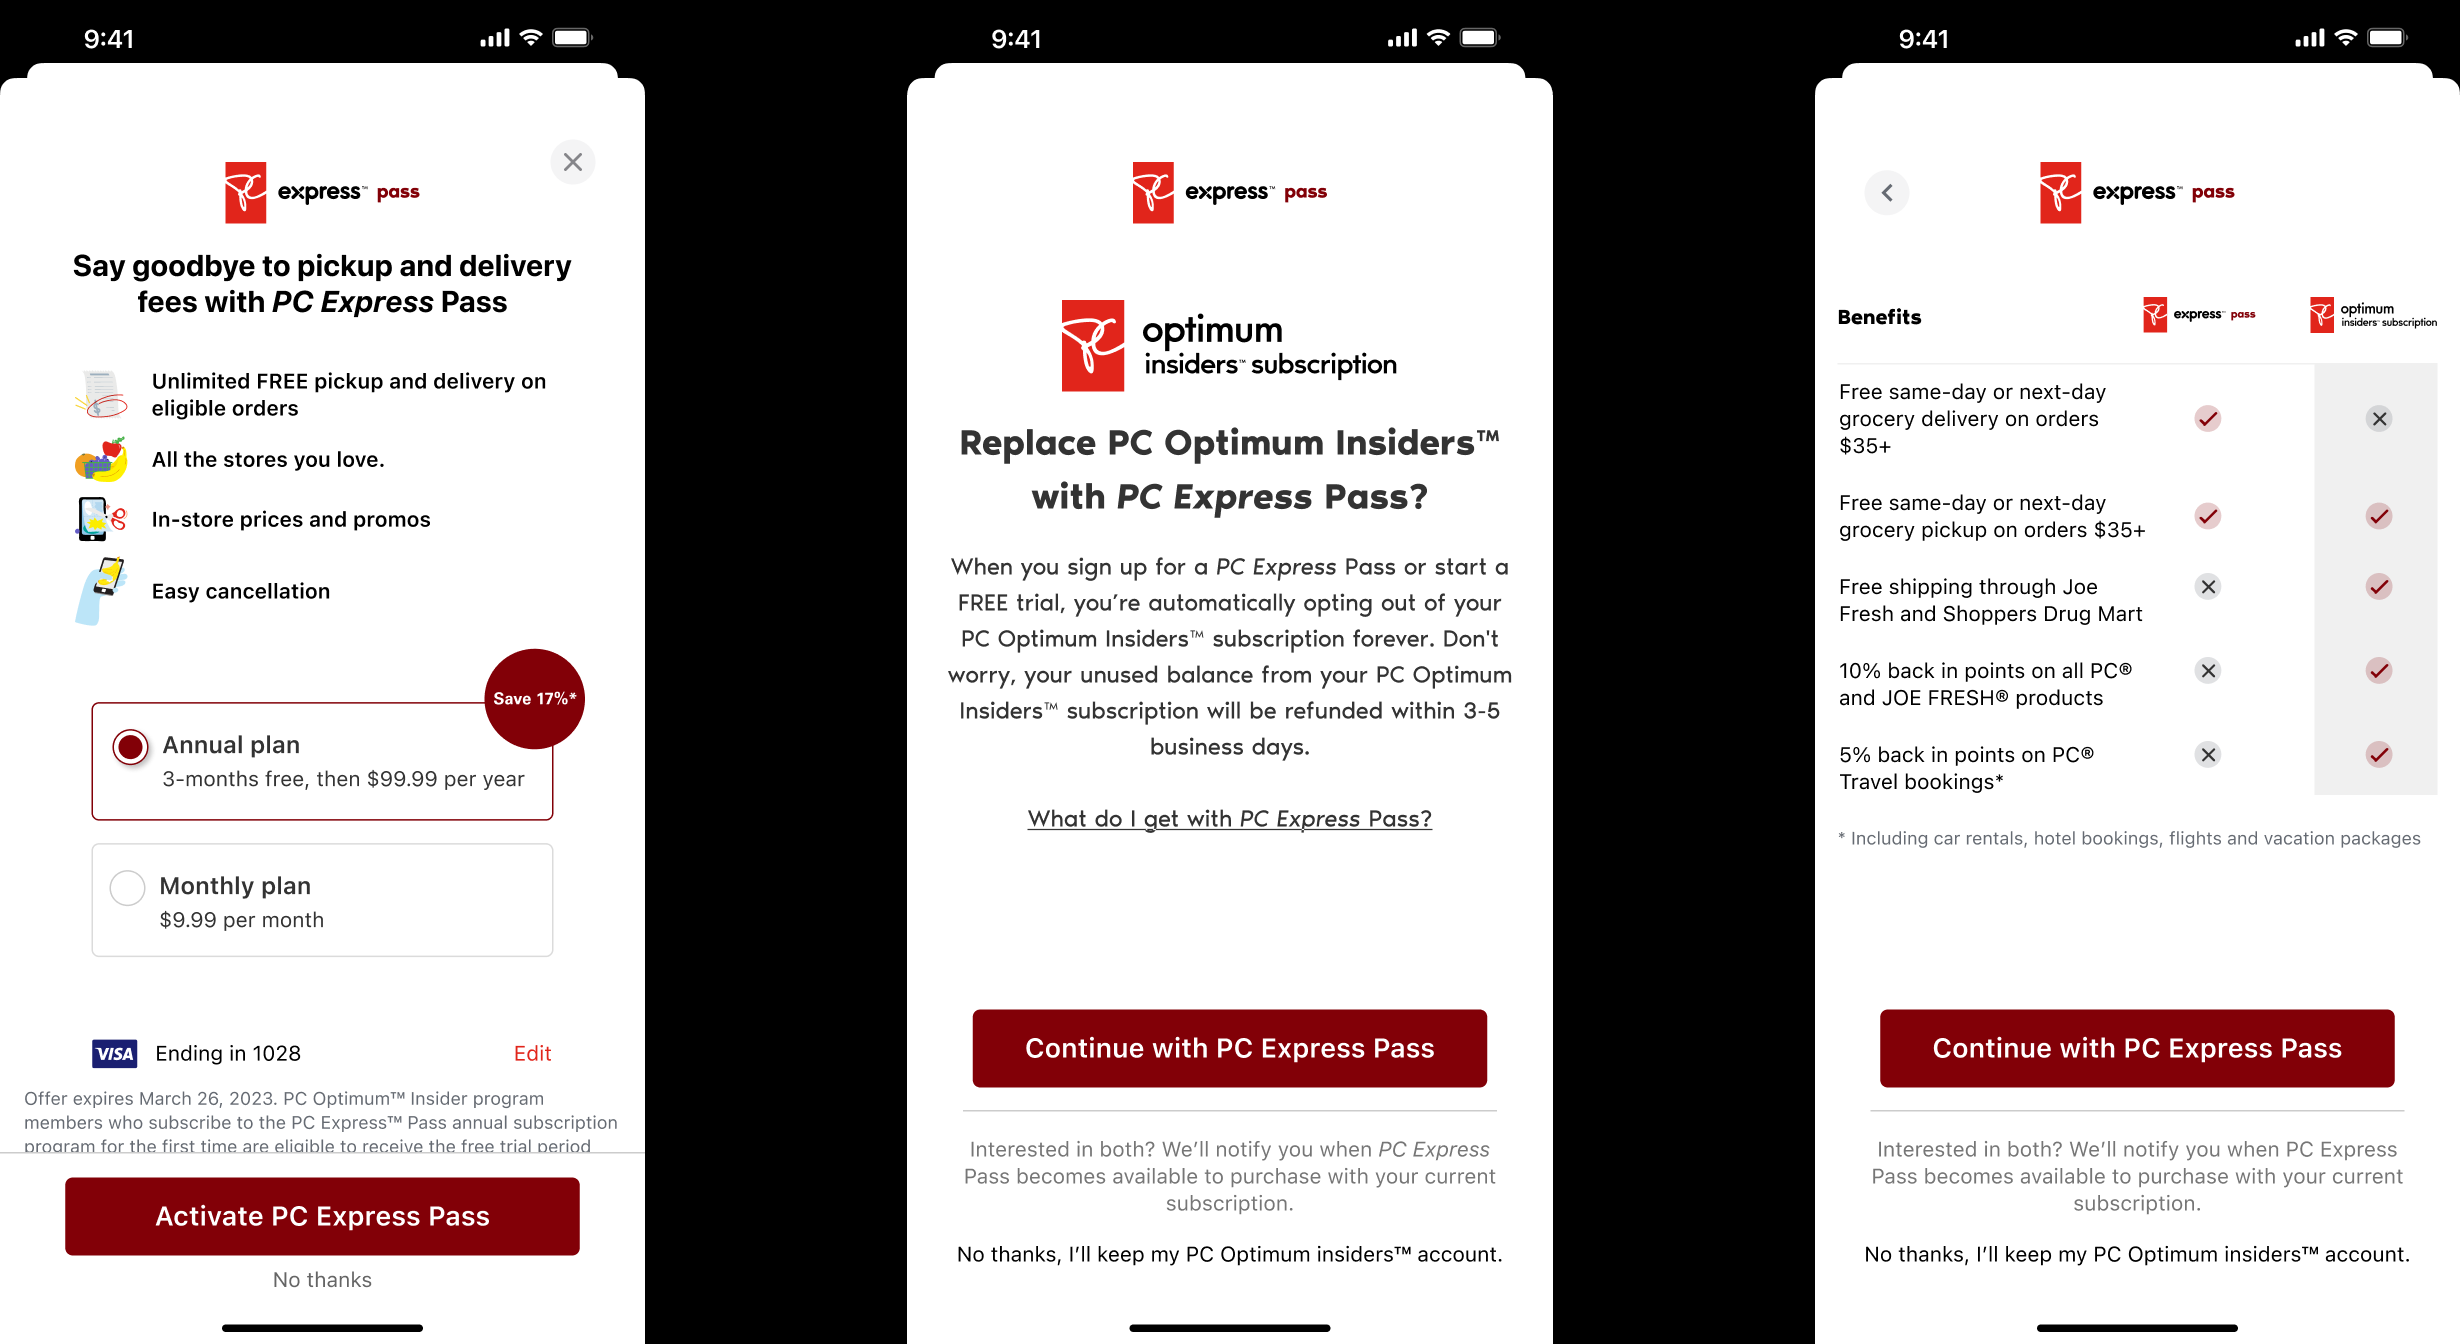 9:41
express™ pass
Say goodbye to pickup and delivery
fees with PC Express Pass
Unlimited FREE pickup and delivery on
eligible orders
All the stores you love.
In-store prices and promos
Easy cancellation
Save 17%*
Annual plan
3-months free, then $99.99 per year
Monthly plan
$9.99 per month
VISA Ending in 1028 Edit
Offer expires March 26, 2023. PC Optimum™ Insider program
members who subscribe to the PC Express™ Pass annual subscription
program for the first time are eligible to receive the free trial period
Activate PC Express Pass
No thanks
9:41
express™ pass
optimum
insiders™ subscription
Replace PC Optimum Insiders™
with PC Express Pass?
When you sign up for a PC Express Pass or start a
FREE trial, you’re automatically opting out of your
PC Optimum Insiders™ subscription forever. Don't
worry, your unused balance from your PC Optimum
Insiders™ subscription will be refunded within 3-5
business days.
What do I get with PC Express Pass?
Continue with PC Express Pass
Interested in both? We’ll notify you when PC Express
Pass becomes available to purchase with your current
subscription.
No thanks, I’ll keep my PC Optimum insiders™ account.
9:41
express™ pass
Benefits
express™ pass
optimum
insiders™ subscription
Free same-day or next-day
grocery delivery on orders
$35+
Free same-day or next-day
grocery pickup on orders $35+
Free shipping through Joe
Fresh and Shoppers Drug Mart
10% back in points on all PC®
and JOE FRESH® products
5% back in points on PC®
Travel bookings*
* Including car rentals, hotel bookings, flights and vacation packages
Continue with PC Express Pass
Interested in both? We’ll notify you when PC Express
Pass becomes available to purchase with your current
subscription.
No thanks, I’ll keep my PC Optimum insiders™ account.